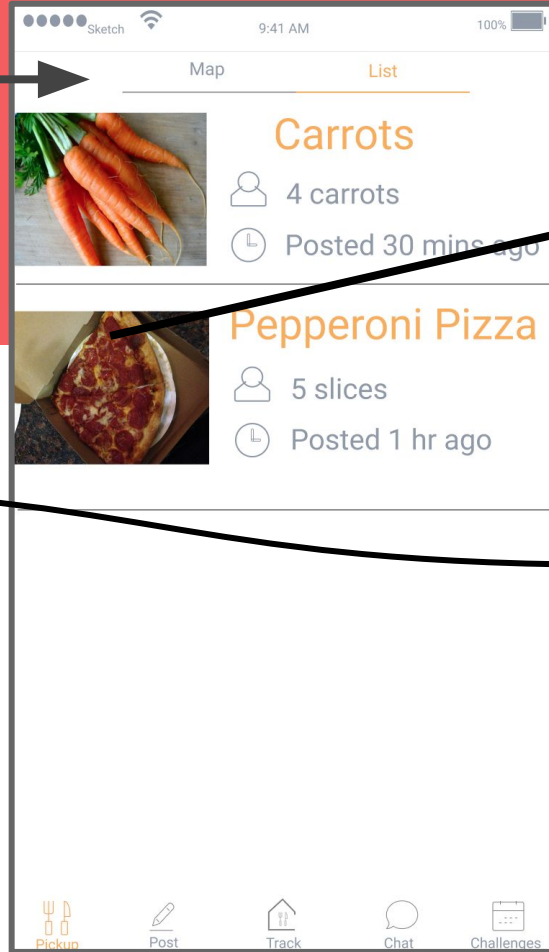 Sketch 9:41 AM 100%
Map List
Carrots
4 carrots
Posted 30 mins ago
Pepperoni Pizza
5 slices
Posted 1 hr ago
Pickup Post Track Chat Challenges